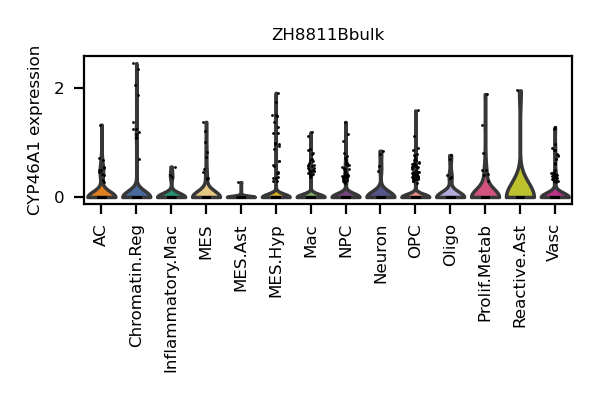 ZH8811Bbulk
CYP46A1 expression
2
0
AC
Chromatin.Reg
Inflammatory.Mac
MES
MES.Ast
MES.Hyp
Mac
NPC
Neuron
OPC
Oligo
Prolif.Metab
Reactive.Ast
Vasc